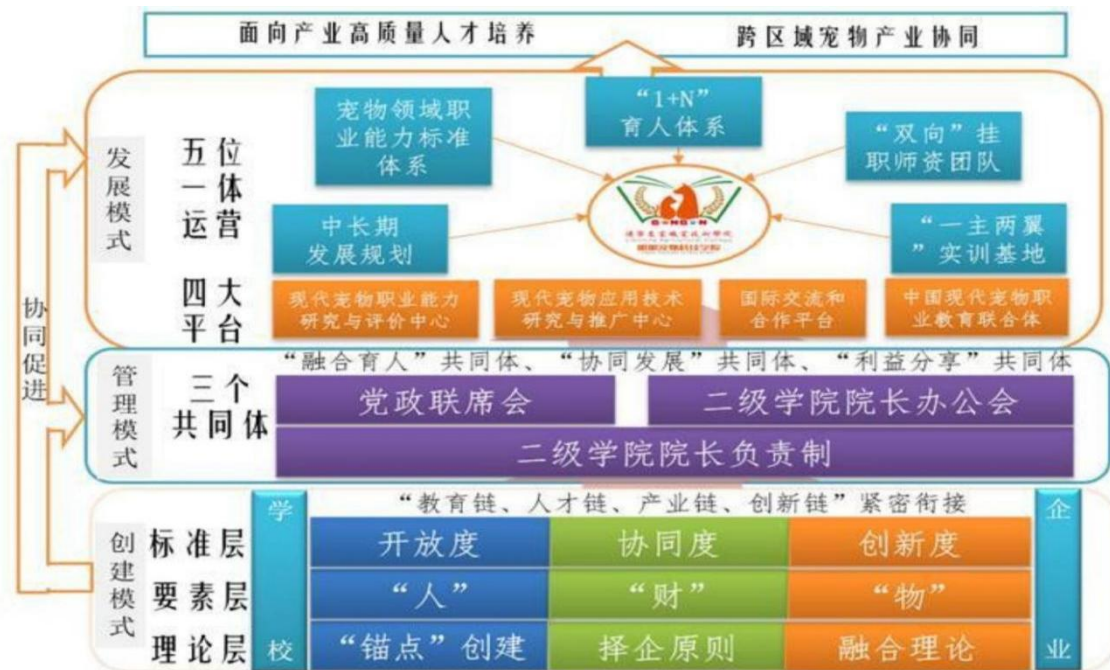 面向产业高质量人才培养
跨区域宠物产业协同
协同促进
发展模式
五位
一体
运营
宠物领域职
业能力标准
体系
“1+N”
育人体系
“双向”挂
职师资团队
中长期
发展规划
“一主两翼
”实训基地
四大
平台
现代宠物职业能力
研究与评价中心
现代宠物应用技术
研究与推广中心
国际交流和
合作平台
中国现代宠物职
业教育联合体
管理模式
三个
共同体
“融合育人”共同体、“协同发展”共同体、“利益分享”共同体
党政联席会
二级学院院长办公会
二级学院院长负责制
创建模式
标准层
要素层
理论层
学校
“教育链、人才链、产业链、创新链”紧密衔接
开放度
协同度
创新度
“人”
“财”
“物”
“锚点”创建
择企原则
融合理论
企业